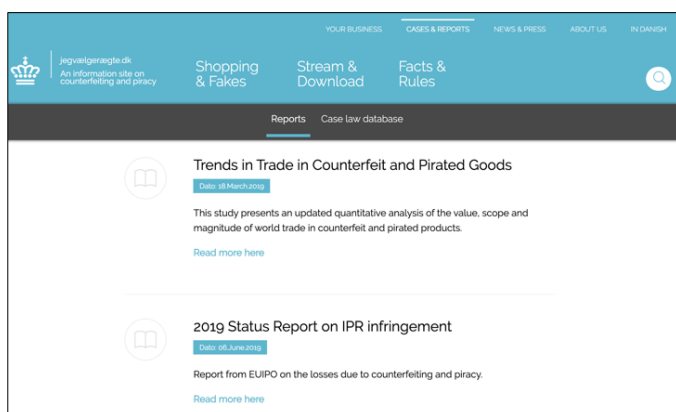 YOUR BUSINESS CASES & REPORTS NEWS & PRESS ABOUT US IN DANISH
jegvælgerægte.dk
An information site on
counterfeiting and piracy
Shopping
& Fakes
Stream &
Download
Facts &
Rules
Reports Case law database
Trends in Trade in Counterfeit and Pirated Goods
Dato: 18.March.2019
This study presents an updated quantitative analysis of the value, scope and
magnitude of world trade in counterfeit and pirated products.
Read more here
2019 Status Report on IPR infringement
Dato: 06.June.2019
Report from EUIPO on the losses due to counterfeiting and piracy.
Read more here